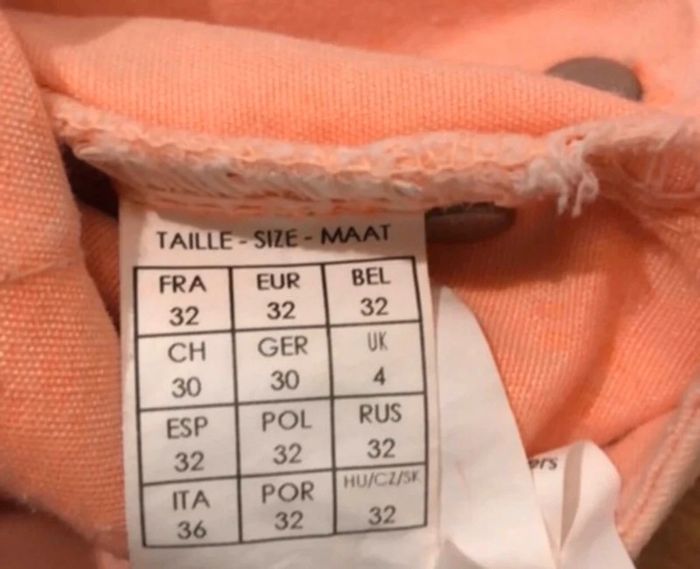 TAILLE - SIZE - MAAT
FRA EUR BEL
32 32 32
CH GER UK
30 30 4
ESP POL RUS
32 32 32
ITA POR HU/CZ/SK
36 32 32